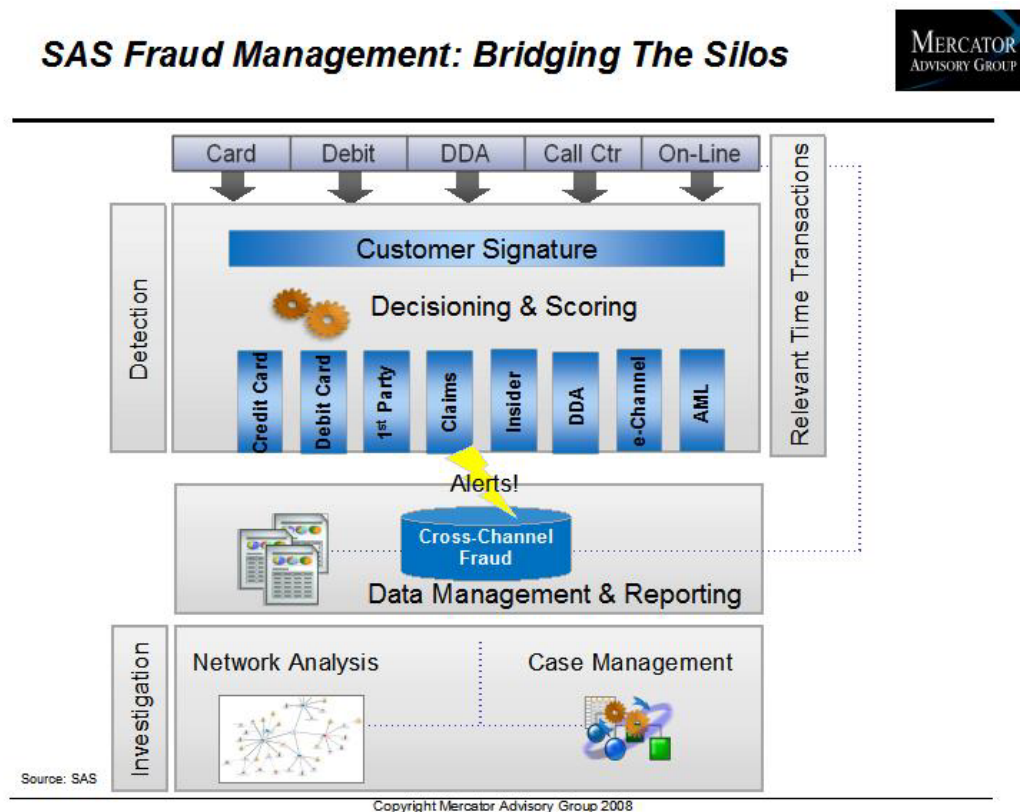 SAS Fraud Management: Bridging The Silos
MERCATOR
ADVISORY GROUP
Card Debit DDA Call Ctr On-Line
Relevant Time Transactions
Detection
Customer Signature
Decisioning & Scoring
Credit Card
Debit Card
1st Party
Claims
Insider
DDA
e-Channel
AML
Alerts!
Cross-Channel
Fraud
Data Management & Reporting
Investigation
Network Analysis
Case Management
Source: SAS
Copyright Mercator Advisory Group 2008